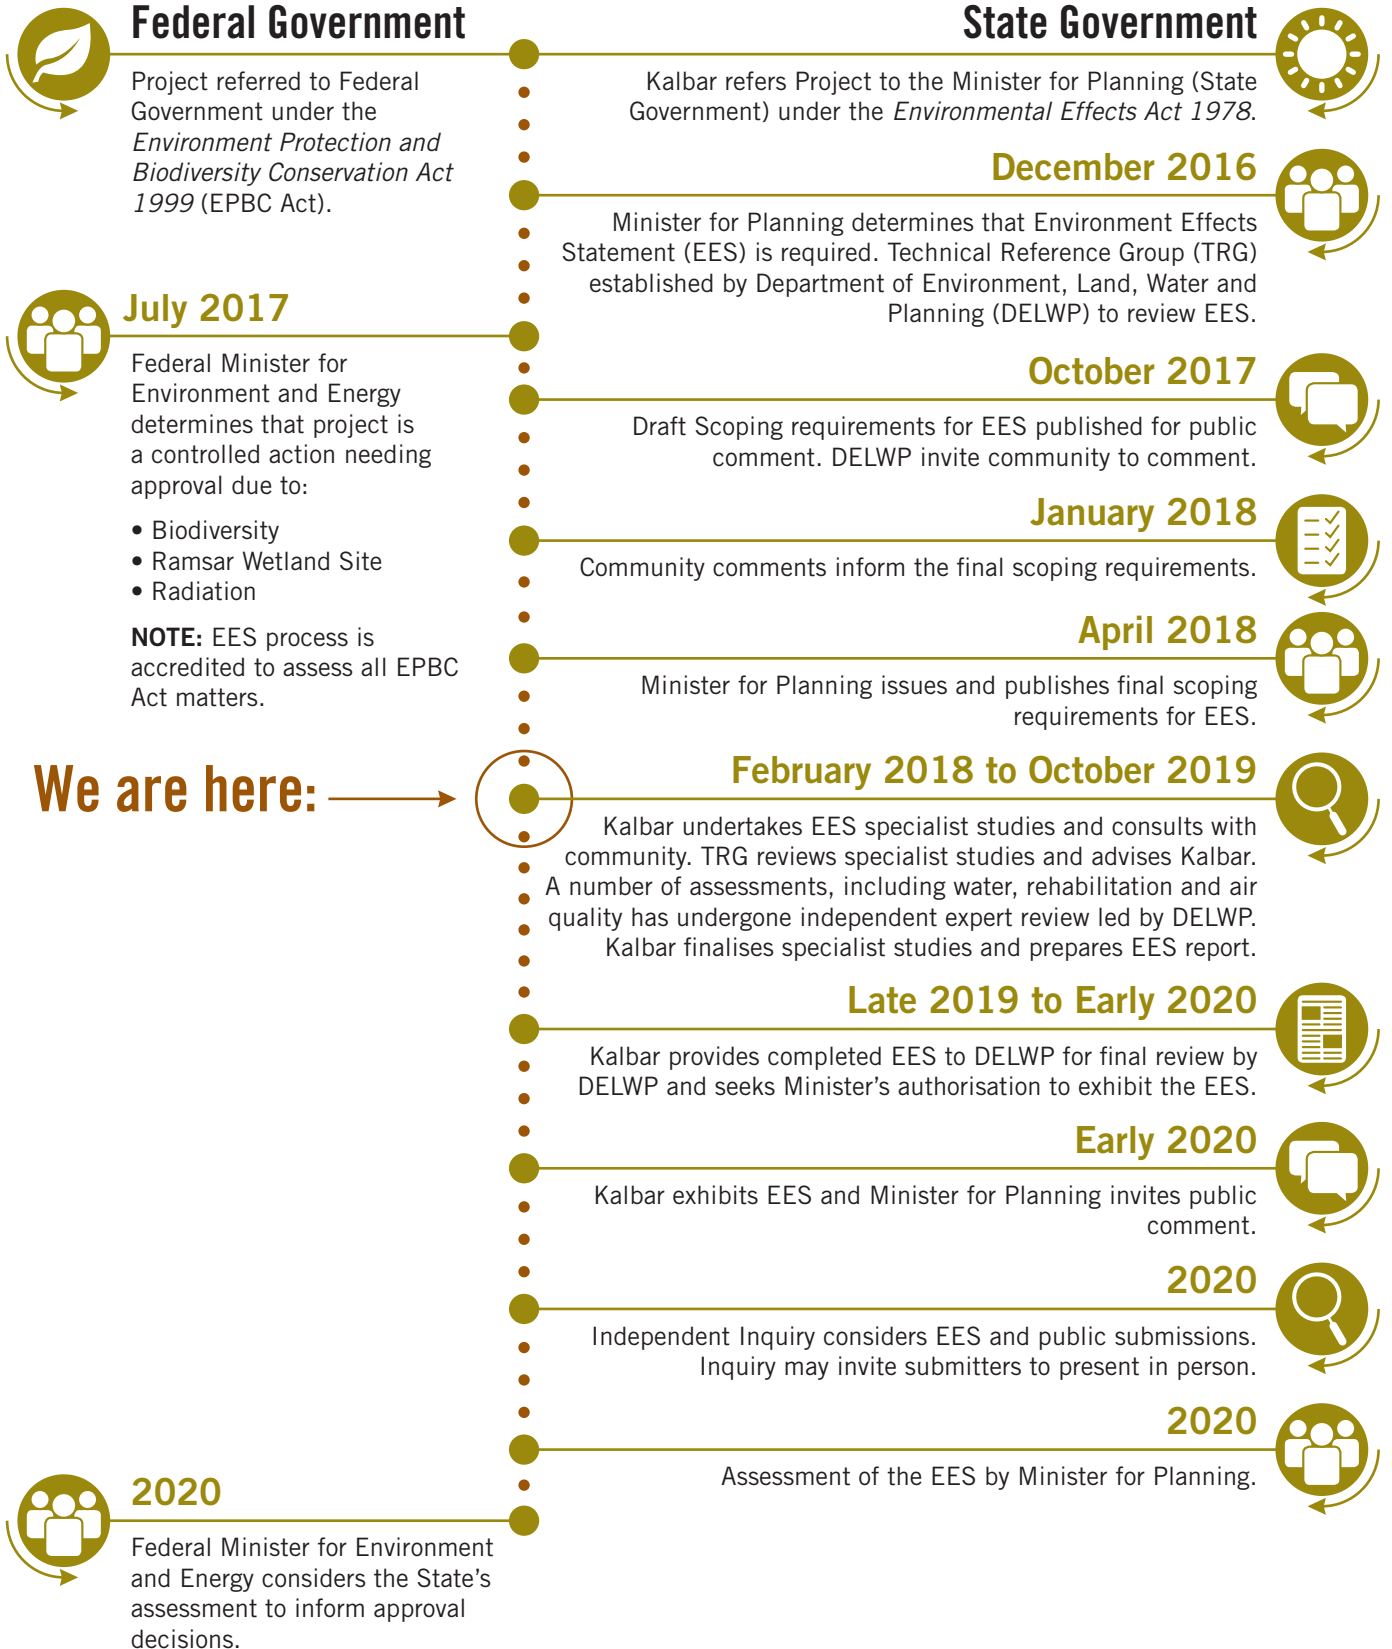 Federal Government
Project referred to Federal
Government under the
Environment Protection and
Biodiversity Conservation Act
1999 (EPBC Act).
July 2017
Federal Minister for
Environment and Energy
determines that project is
a controlled action needing
approval due to:
• Biodiversity
• Ramsar Wetland Site
• Radiation
NOTE: EES process is
accredited to assess all EPBC
Act matters.
We are here:
2020
Federal Minister for Environment
and Energy considers the State’s
assessment to inform approval
decisions.
State Government
Kalbar refers Project to the Minister for Planning (State
Government) under the Environmental Effects Act 1978.
December 2016
Minister for Planning determines that Environment Effects
Statement (EES) is required. Technical Reference Group (TRG)
established by Department of Environment, Land, Water and
Planning (DELWP) to review EES.
October 2017
Draft Scoping requirements for EES published for public
comment. DELWP invite community to comment.
January 2018
Community comments inform the final scoping requirements.
April 2018
Minister for Planning issues and publishes final scoping
requirements for EES.
February 2018 to October 2019
Kalbar undertakes EES specialist studies and consults with
community. TRG reviews specialist studies and advises Kalbar.
A number of assessments, including water, rehabilitation and air
quality has undergone independent expert review led by DELWP.
Kalbar finalises specialist studies and prepares EES report.
Late 2019 to Early 2020
Kalbar provides completed EES to DELWP for final review by
DELWP and seeks Minister’s authorisation to exhibit the EES.
Early 2020
Kalbar exhibits EES and Minister for Planning invites public
comment.
2020
Independent Inquiry considers EES and public submissions.
Inquiry may invite submitters to present in person.
2020
Assessment of the EES by Minister for Planning.